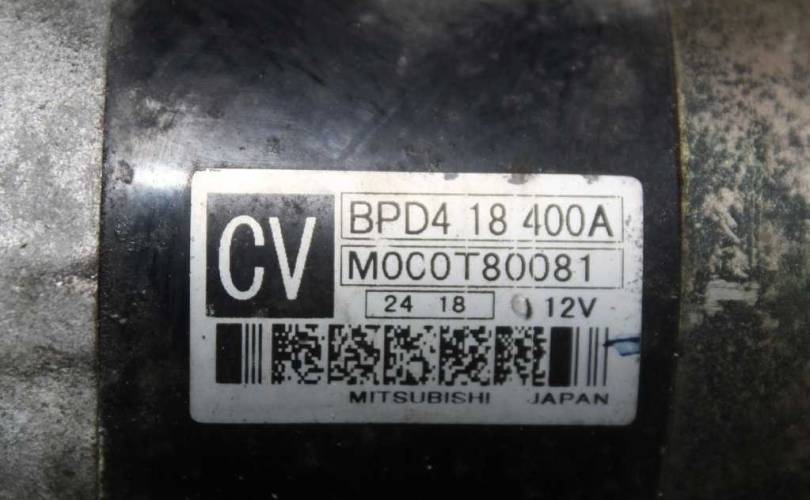 CV
BPD4 18 400A
M0C0T80081
24 18 12V
MITSUBISHI JAPAN